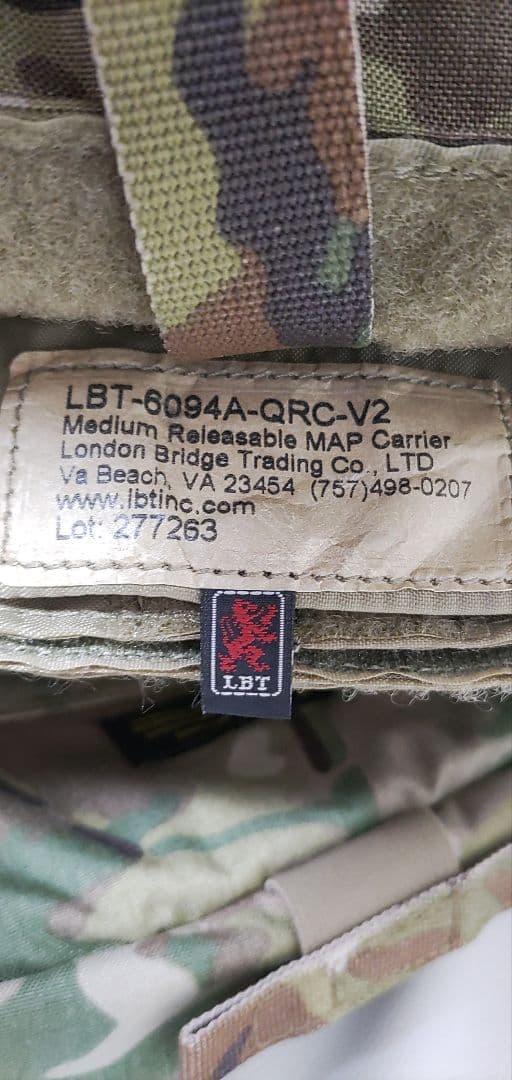 LBT-6094A-QRC-V2
Medium Releasable MAP Carrier
London Bridge Trading Co., LTD
Va Beach, VA 23454 (757)498-0207
www.lbtinc.com
Lot: 277263
LBT